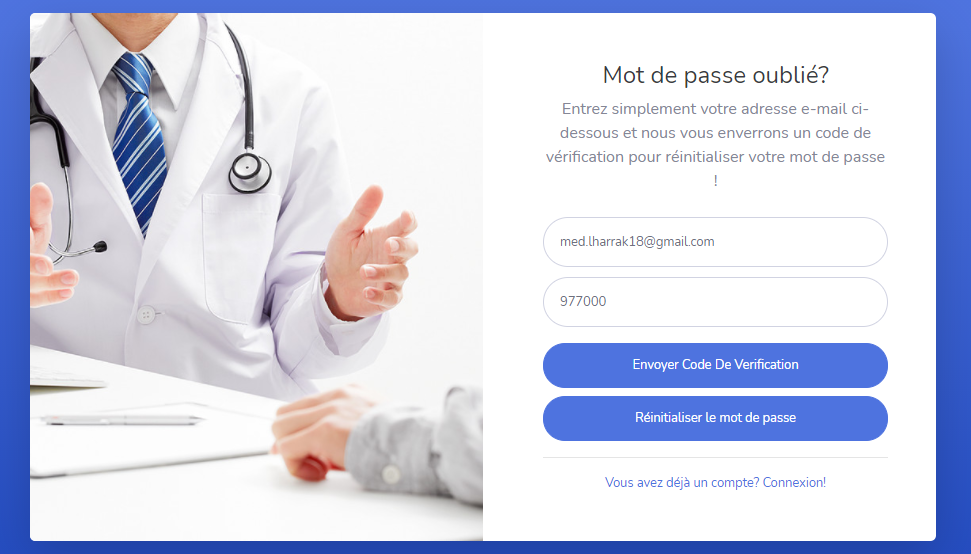 Mot de passe oublié?
Entrez simplement votre adresse e-mail ci-
dessous et nous vous enverrons un code de
vérification pour réinitialiser votre mot de passe
!
med.lharrak18@gmail.com
977000
Envoyer Code De Verification
Réinitialiser le mot de passe
Vous avez déjà un compte? Connexion!